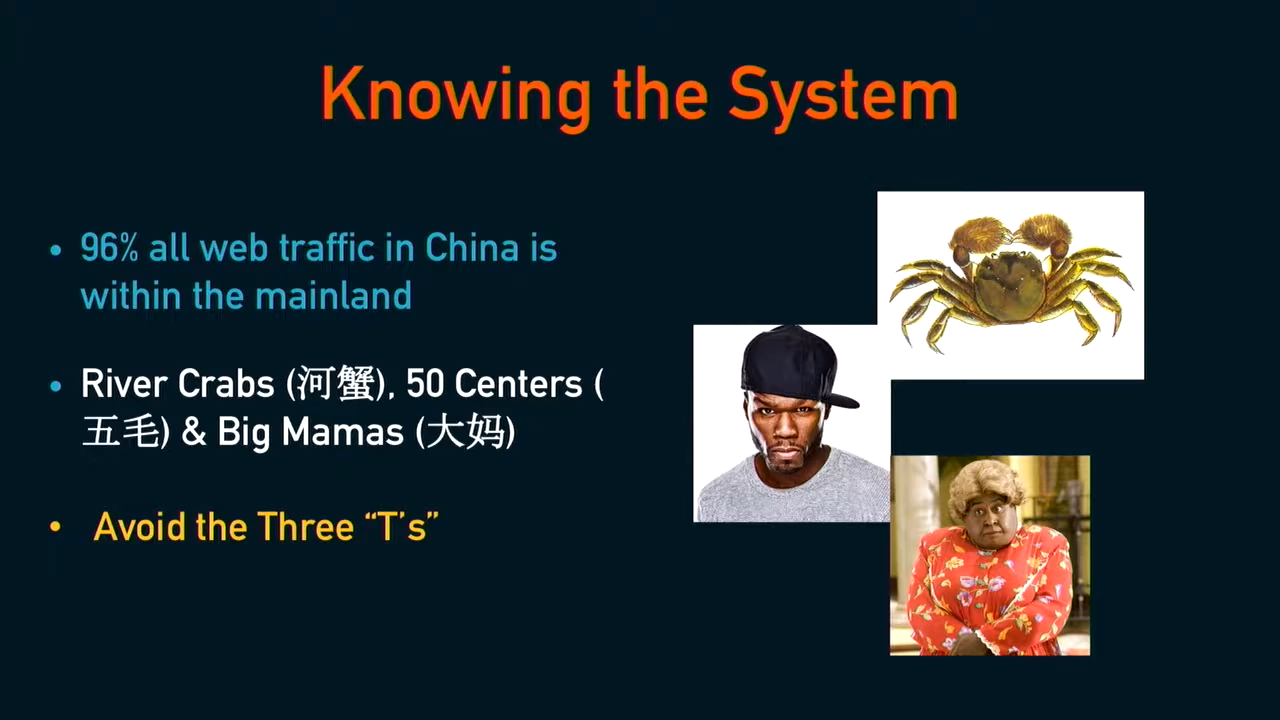 Knowing the System
• 96% all web traffic in China is
within the mainland
• River Crabs (河蟹), 50 Centers (
五毛) & Big Mamas (大妈)
• Avoid the Three “T’s”